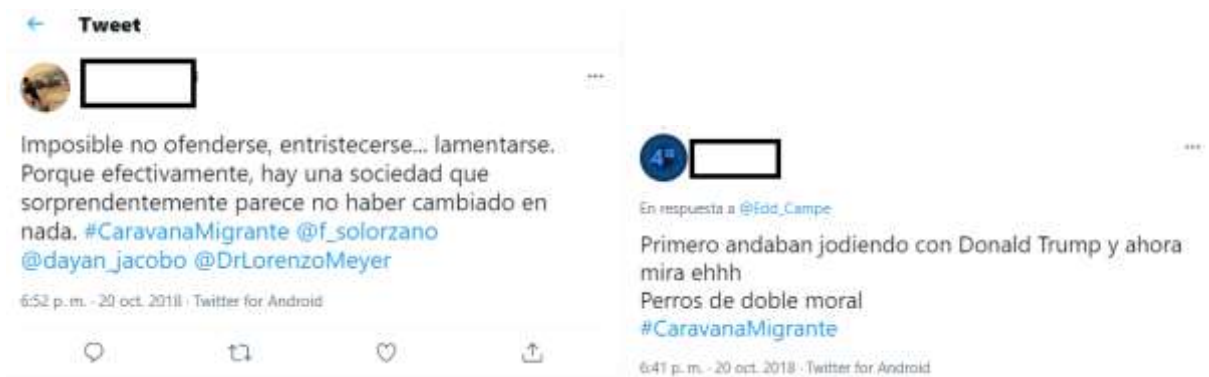 Tweet
Imposible no ofenderse, entristecerse... lamentarse.
Porque efectivamente, hay una sociedad que
sorprendentemente parece no haber cambiado en
nada. #CaravanaMigrante @f_solorzano
@dayan_jacobo @DrLorenzoMeyer
6:52 p. m. · 20 oct. 2018 · Twitter for Android
En respuesta a @Edd_Campe
Primero andaban jodiendo con Donald Trump y ahora
mira ehhh
Perros de doble moral
#CaravanaMigrante
6:41 p. m. · 20 oct. 2018 · Twitter for Android